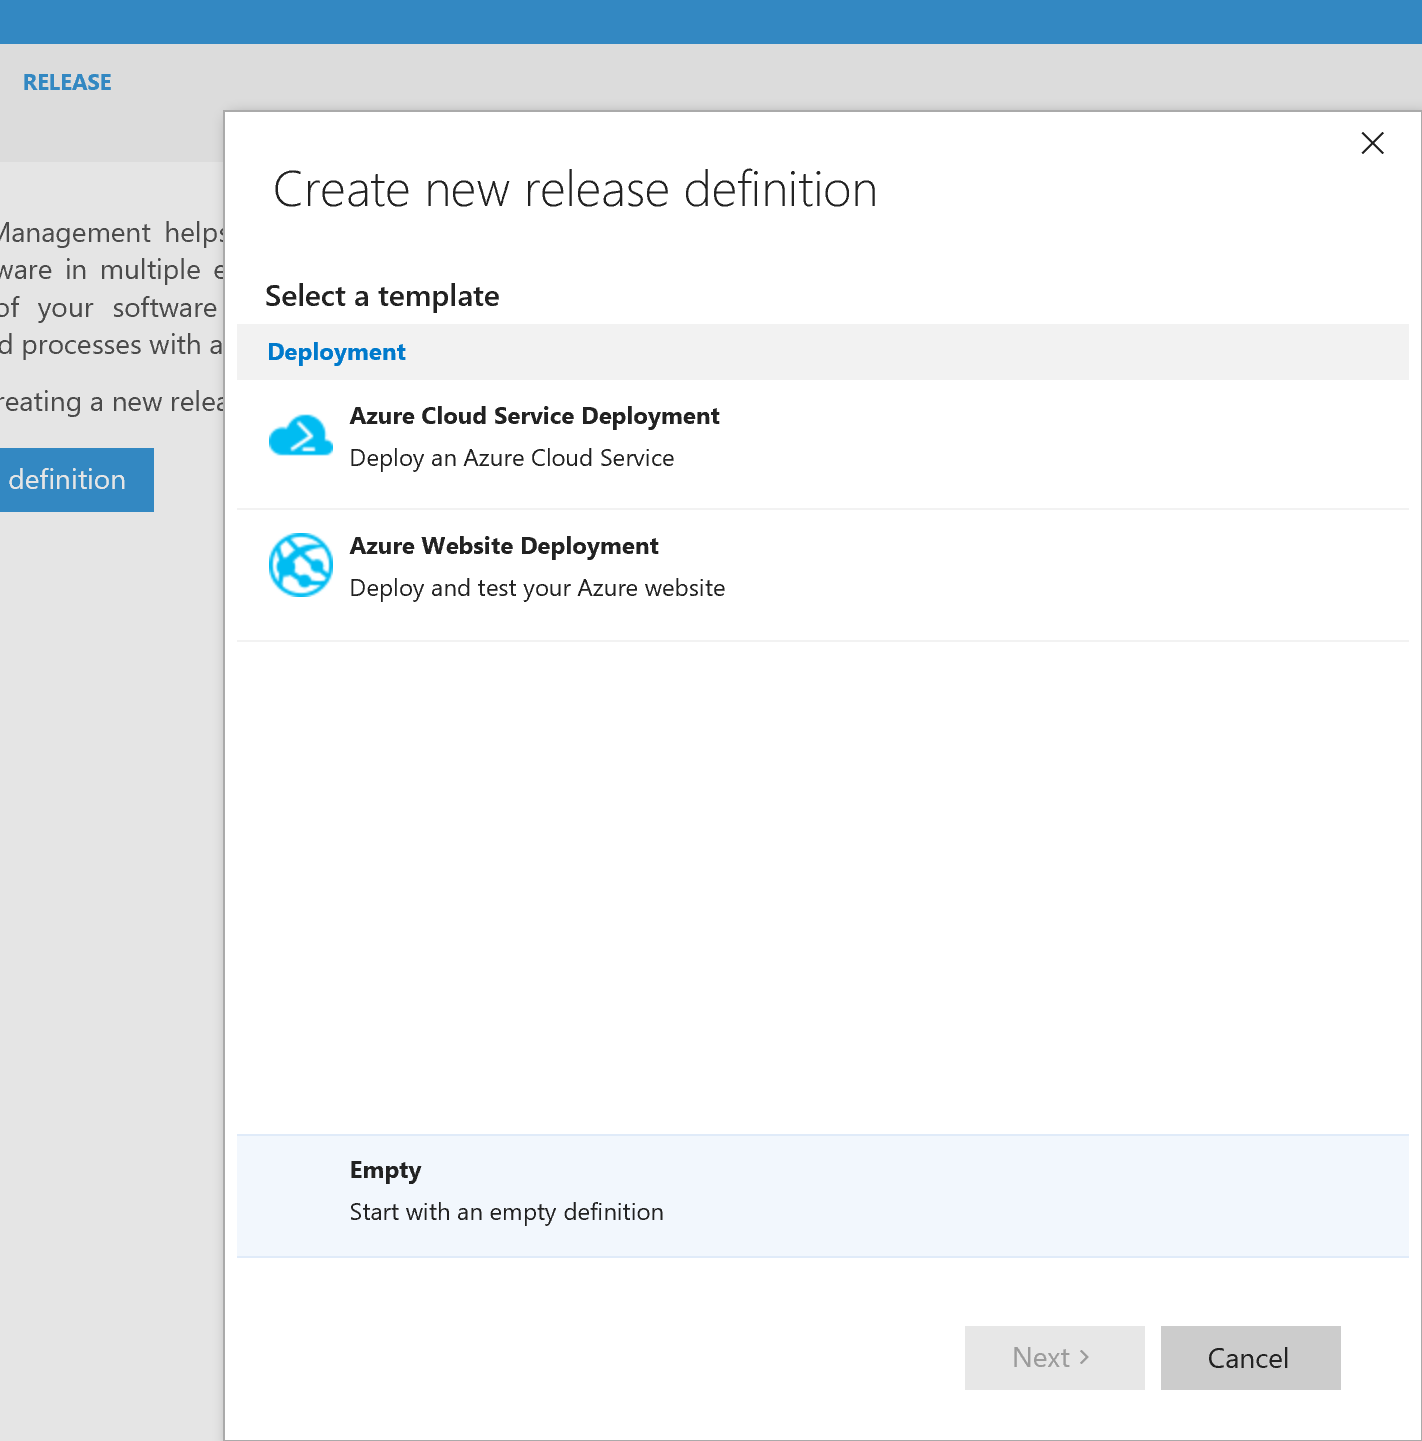 RELEASE
Create new release definition
Management helps
ware in multiple
of your software
d processes with a
reating a new relea
definition
Select a template
Deployment
Azure Cloud Service Deployment
Deploy an Azure Cloud Service
Azure Website Deployment
Deploy and test your Azure website
Empty
Start with an empty definition
Next >
Cancel